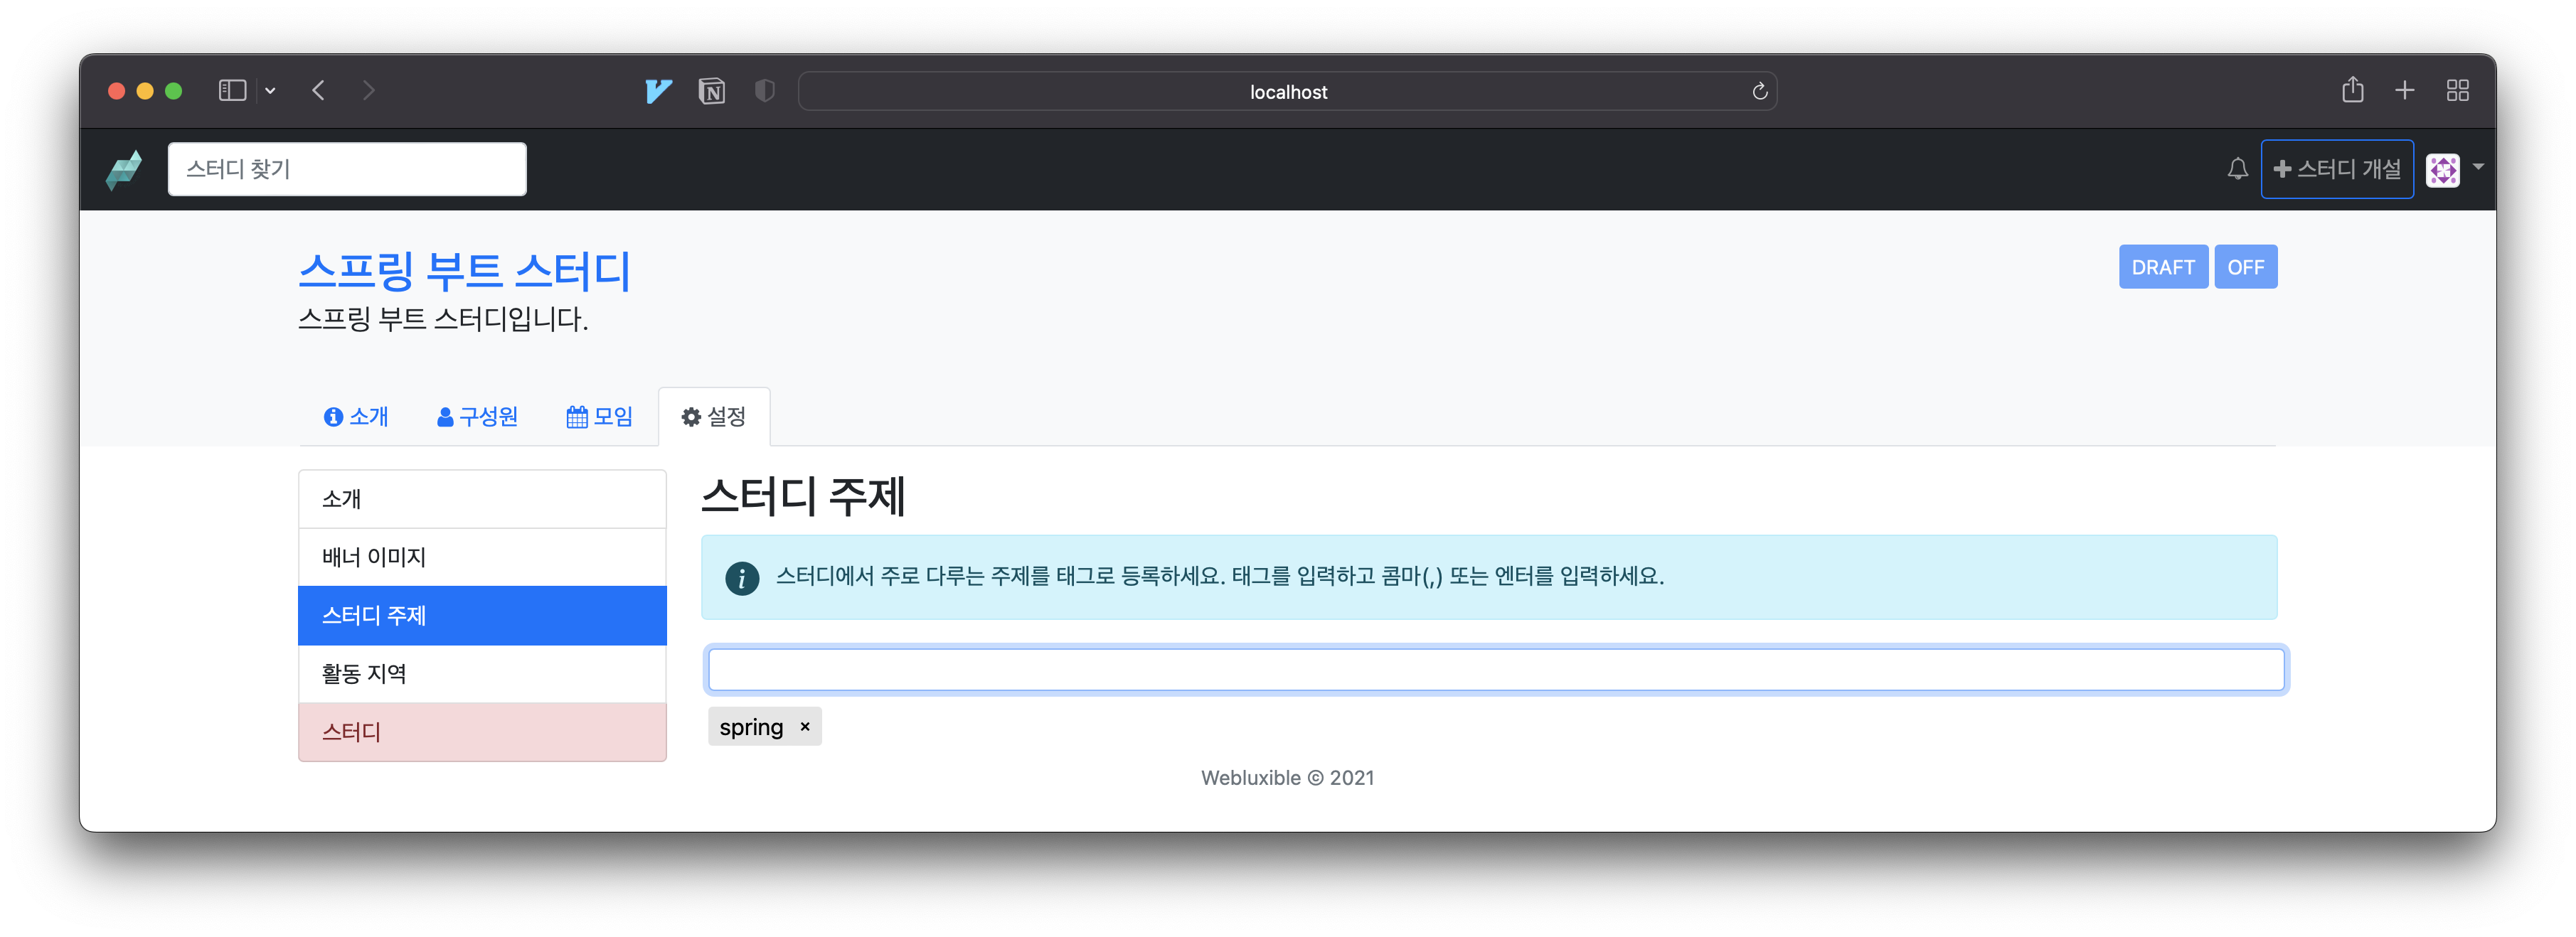 localhost
스터디 찾기
스터디 개설
스프링 부트 스터디
DRAFT OFF
스프링 부트 스터디입니다.
소개 구성원 모임 설정
소개
배너 이미지
스터디 주제
활동 지역
스터디
스터디 주제
스터디에서 주로 다루는 주제를 태그로 등록하세요. 태그를 입력하고 콤마(,) 또는 엔터를 입력하세요.
spring ×
Webluxible © 2021